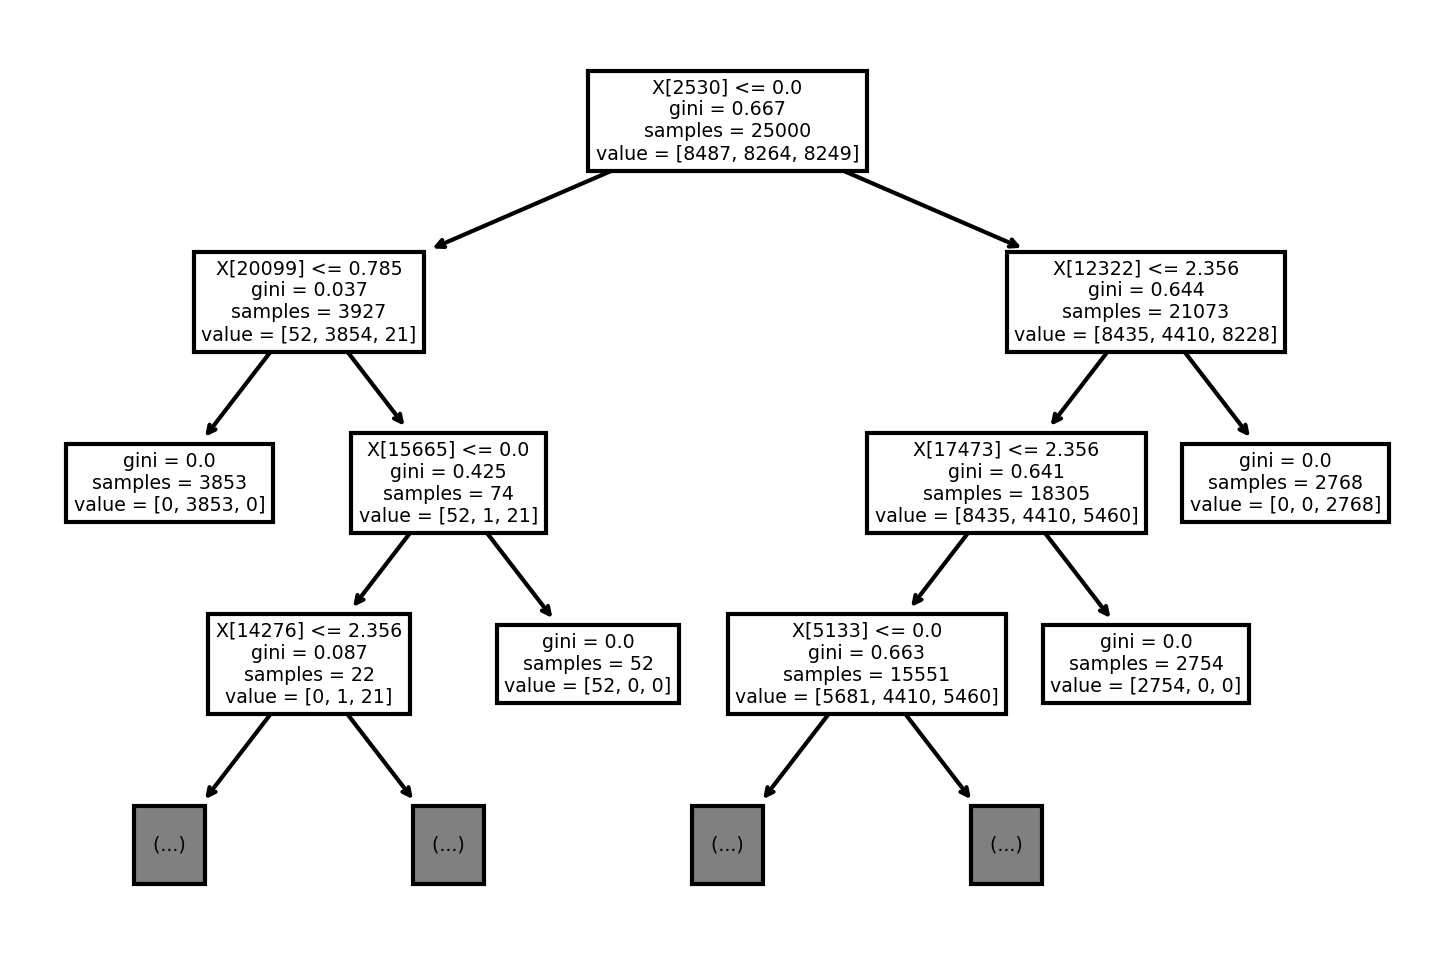 X[2530] <= 0.0
gini = 0.667
samples = 25000
value = [8487, 8264, 8249]
X[20099] <= 0.785
gini = 0.037
samples = 3927
value = [52, 3854, 21]
X[12322] <= 2.356
gini = 0.644
samples = 21073
value = [8435, 4410, 8228]
gini = 0.0
samples = 3853
value = [0, 3853, 0]
X[15665] <= 0.0
gini = 0.425
samples = 74
value = [52, 1, 21]
X[17473] <= 2.356
gini = 0.641
samples = 18305
value = [8435, 4410, 5460]
gini = 0.0
samples = 2768
value = [0, 0, 2768]
X[14276] <= 2.356
gini = 0.087
samples = 22
value = [0, 1, 21]
gini = 0.0
samples = 52
value = [52, 0, 0]
X[5133] <= 0.0
gini = 0.663
samples = 15551
value = [5681, 4410, 5460]
gini = 0.0
samples = 2754
value = [2754, 0, 0]
(...)
(...)
(...)
(...)